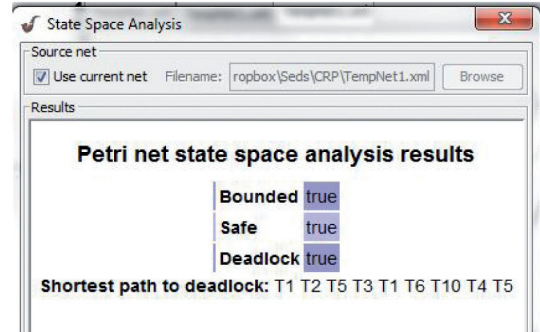 State Space Analysis
Source net
Use current net Filename: ropbox\Seds\CRP\TempNet1.xml Browse
Results
Petri net state space analysis results
Bounded true
Safe true
Deadlock true
Shortest path to deadlock: T1 T2 T5 T3 T1 T6 T10 T4 T5